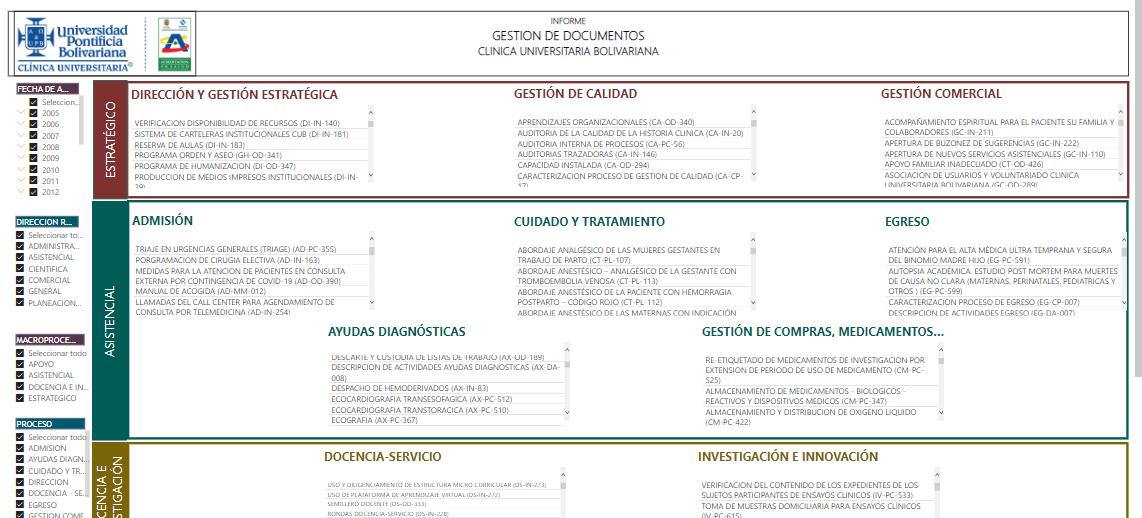 Universidad
Pontificia
Bolivariana
CLÍNICA UNIVERSITARIA
INFORME
GESTION DE DOCUMENTOS
CLINICA UNIVERSITARIA BOLIVARIANA
FECHA DE A...
Seleccion...
2005
2006
2007
2008
2009
2010
2011
2012
DIRECCION R...
Seleccionar to...
ADMINISTRA...
ASISTENCIAL
CIENTIFICA
COMERCIAL
GENERAL
PLANEACION...
MACROPROCE...
Seleccionar todo
APOYO
ASISTENCIAL
DOCENCIA E IN...
ESTRATEGICO
PROCESO
Seleccionar todo
ADMISION
AYUDAS DIAGN...
CUIDADO Y TR...
DIRECCION
DOCENCIA - SE...
EGRESO
GESTION COME
ESTRATÉGICO
DIRECCIÓN Y GESTIÓN ESTRATÉGICA
VERIFICACION DISPONIBILIDAD DE RECURSOS (DI-IN-140)
SISTEMA DE CARTELERAS INSTITUCIONALES CUB (DI-IN-181)
RESERVA DE AULAS (DI-IN-183)
PROGRAMA ORDEN Y ASEO (GH-OD-341)
PROGRAMA DE HUMANIZACION (DI-OD-347)
PRODUCCION DE MEDIOS IMPRESOS INSTITUCIONALES (DI-IN-
39)
GESTIÓN DE CALIDAD
APRENDIZAJES ORGANIZACIONALES (CA-OD-340)
AUDITORIA DE LA CALIDAD DE LA HISTORIA CLINICA (CA-IN-20)
AUDITORIA INTERNA DE PROCESOS (CA-PC-56)
AUDITORIAS TRAZADORAS (CA-IN-146)
CAPACIDAD INSTALADA (CA-OD-294)
CARACTERIZACION PROCESO DE GESTION DE CALIDAD (CA-CP-
17)
GESTIÓN COMERCIAL
ACOMPAÑAMIENTO ESPIRITUAL PARA EL PACIENTE SU FAMILIA Y
COLABORADORES (GC-IN-211)
APERTURA DE BUZONEZ DE SUGERENCIAS (GC-IN-222)
APERTURA DE NUEVOS SERVICIOS ASISTENCIALES (GC-IN-110)
APOYO FAMILIAR INADECUADO (CT-OD-426)
ASOCIACION DE USUARIOS Y VOLUNTARIADO CLINICA
UNIVERSITARIA BOLIVARIANA (GC-OD-289)
ASISTENCIAL
ADMISIÓN
TRIAJE EN URGENCIAS GENERALES (TRIAGE) (AD-PC-355)
PORGRAMACION DE CIRUGIA ELECTIVA (AD-IN-163)
MEDIDAS PARA LA ATENCION DE PACIENTES EN CONSULTA
EXTERNA POR CONTINGENCIA DE COVID-19 (AD-OD-390)
MANUAL DE ACOGIDA (AD-MM-012)
LLAMADAS DEL CALL CENTER PARA AGENDAMIENTO DE
CONSULTA POR TELEMEDICINA (AD-IN-254)
CUIDADO Y TRATAMIENTO
ABORDAJE ANALGÉSICO DE LAS MUJERES GESTANTES EN
TRABAJO DE PARTO (CT-PL-107)
ABORDAJE ANESTÉSICO – ANALGÉSICO DE LA GESTANTE CON
TROMBOEMBOLIA VENOSA (CT-PL-113)
ABORDAJE ANESTÉSICO DE LA PACIENTE CON HEMORRAGIA
POSTPARTO – CÓDIGO ROJO (CT-PL-112)
ABORDAJE ANESTÉSICO DE LAS MATERNAS CON INDICACIÓN
EGRESO
ATENCIÓN PARA EL ALTA MÉDICA ULTRA TEMPRANA Y SEGURA
DEL BINOMIO MADRE HIJO (EG-PC-591)
AUTOPSIA ACADÉMICA. ESTUDIO POST MORTEM PARA MUERTES
DE CAUSA NO CLARA (MATERNAS, PERINATALES, PEDIATRICAS Y
OTROS ) (EG-PC-599)
CARACTERIZACION PROCESO DE EGRESO (EG-CP-007)
DESCRIPCION DE ACTIVIDADES EGRESO (EG-DA-007)
AYUDAS DIAGNÓSTICAS
DESCARTE Y CUSTODIA DE LISTAS DE TRABAJO (AX-OD-189)
DESCRIPCION DE ACTIVIDADES AYUDAS DIAGNOSTICAS (AX-DA-
008)
DESPACHO DE HEMODERIVADOS (AX-IN-83)
ECOCARDIOGRAFIA TRANSESOFAGICA (AX-PC-512)
ECOCARDIOGRAFIA TRANSTORACICA (AX-PC-510)
ECOGRAFIA (AX-PC-367)
GESTIÓN DE COMPRAS, MEDICAMENTOS...
RE-ETIQUETADO DE MEDICAMENTOS DE INVESTIGACION POR
EXTENSION DE PERIODO DE USO DE MEDICAMENTO (CM-PC-
525)
ALMACENAMIENTO DE MEDICAMENTOS - BIOLOGICOS -
REACTIVOS Y DISPOSITIVOS MEDICOS (CM-PC-347)
ALMACENAMIENTO Y DISTRIBUCION DE OXIGENO LIQUIDO
(CM-PC-422)
CENCIA E
STIGACIÓN
DOCENCIA-SERVICIO
USO Y DILIGENCIAMIENTO DE ESTRUCTURA MICRO CURRICULAR (DS-IN-273)
USO DE PLATAFORMA DE APRENDIZAJE VIRTUAL (DS-IN-272)
SEMILLERO DOCENTE (DS-OD-333)
RONDAS DOCENCIA-SERVICIO (DS-IN-228)
INVESTIGACIÓN E INNOVACIÓN
VERIFICACION DEL CONTENIDO DE LOS EXPEDIENTES DE LOS
SUJETOS PARTICIPANTES DE ENSAYOS CLINICOS (IV-PC-533)
TOMA DE MUESTRAS DOMICILIARIA PARA ENSAYOS CLÍNICOS
(IV-PC-615)